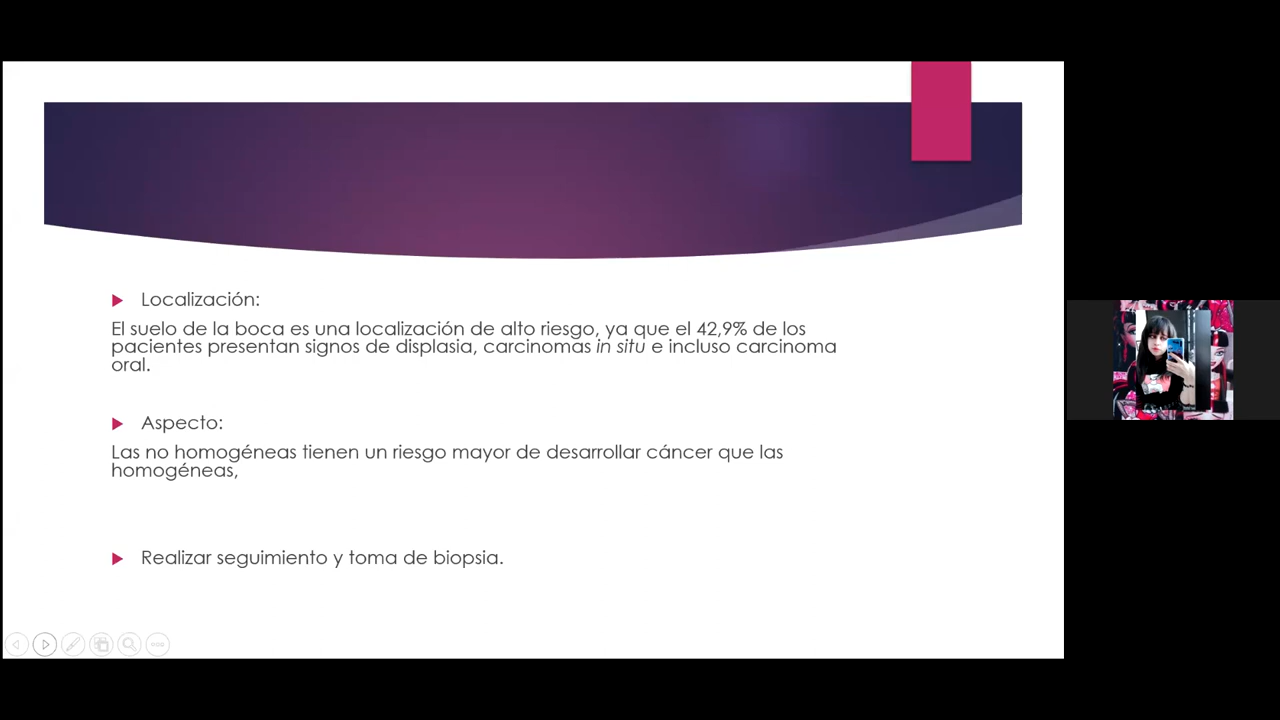 Localización:
El suelo de la boca es una localización de alto riesgo, ya que el 42,9% de los
pacientes presentan signos de displasia, carcinomas in situ e incluso carcinoma
oral.
Aspecto:
Las no homogéneas tienen un riesgo mayor de desarrollar cáncer que las
homogéneas,
Realizar seguimiento y toma de biopsia.